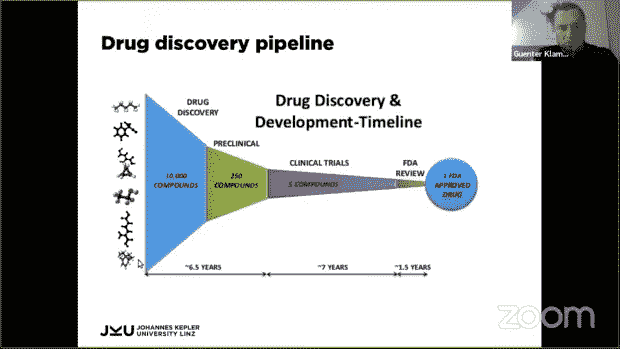 Drug discovery pipeline
Guenter Klam...
Drug Discovery &
Development-Timeline
DRUG
DISCOVERY
PRECLINICAL
CLINICAL TRIALS
FDA
REVIEW
10,000
COMPOUNDS
250
COMPOUNDS
5 COMPOUNDS
1 FDA
APPROVED
DRUG
~6.5 YEARS
~7 YEARS
~1.5 YEARS
JKU
JOHANNES KEPLER
UNIVERSITY LINZ
zoom